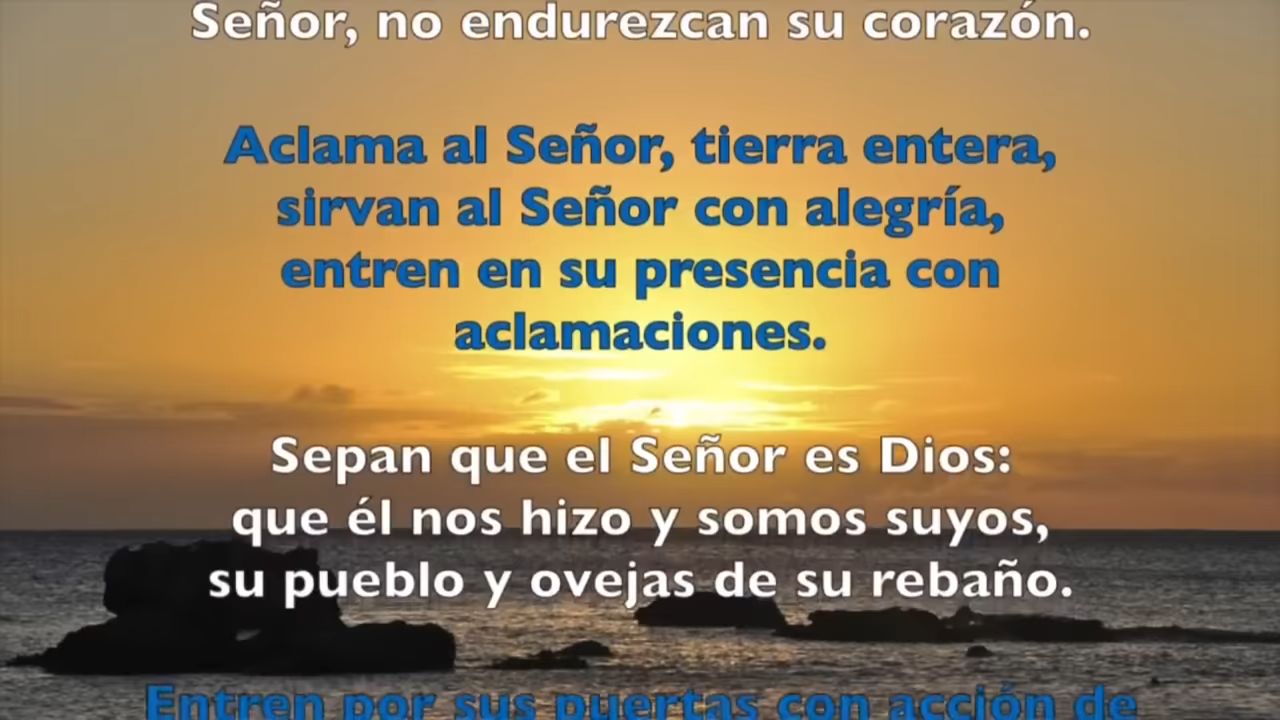 Señor, no endurezcan su corazón.
Aclama al Señor, tierra entera,
sirvan al Señor con alegría,
entren en su presencia con
aclamaciones.
Sepan que el Señor es Dios:
que él nos hizo y somos suyos,
su pueblo y ovejas de su rebaño.
Entren por sus puertas con acción de